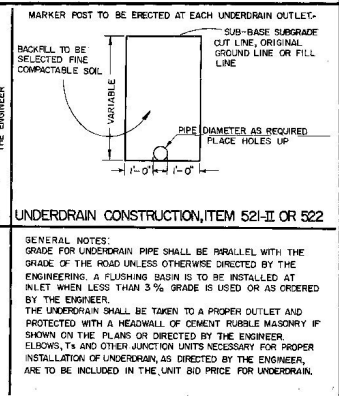 MARKER POST TO BE ERECTED AT EACH UNDERDRAIN OUTLET.
SUB-BASE SUBGRADE
CUT LINE, ORIGINAL
GROUND LINE OR FILL
LINE
BACKFILL TO BE
SELECTED FINE
COMPACTABLE SOIL
VARIABLE
THE ENGINEER
PIPE DIAMETER AS REQUIRED
PLACE HOLES UP
1'-0" 1'-0"
UNDERDRAIN CONSTRUCTION, ITEM 521-II OR 522
GENERAL NOTES:
GRADE FOR UNDERDRAIN PIPE SHALL BE PARALLEL WITH THE
GRADE OF THE ROAD UNLESS OTHERWISE DIRECTED BY THE
ENGINEERING. A FLUSHING BASIN IS TO BE INSTALLED AT
INLET WHEN LESS THAN 3% GRADE IS USED OR AS ORDERED
BY THE ENGINEER.
THE UNDERDRAIN SHALL BE TAKEN TO A PROPER OUTLET AND
PROTECTED WITH A HEADWALL OF CEMENT RUBBLE MASONRY IF
SHOWN ON THE PLANS OR DIRECTED BY THE ENGINEER.
ELBOWS, Ts AND OTHER JUNCTION UNITS NECESSARY FOR PROPER
INSTALLATION OF UNDERDRAIN, AS DIRECTED BY THE ENGINEER,
ARE TO BE INCLUDED IN THE UNIT BID PRICE FOR UNDERDRAIN.